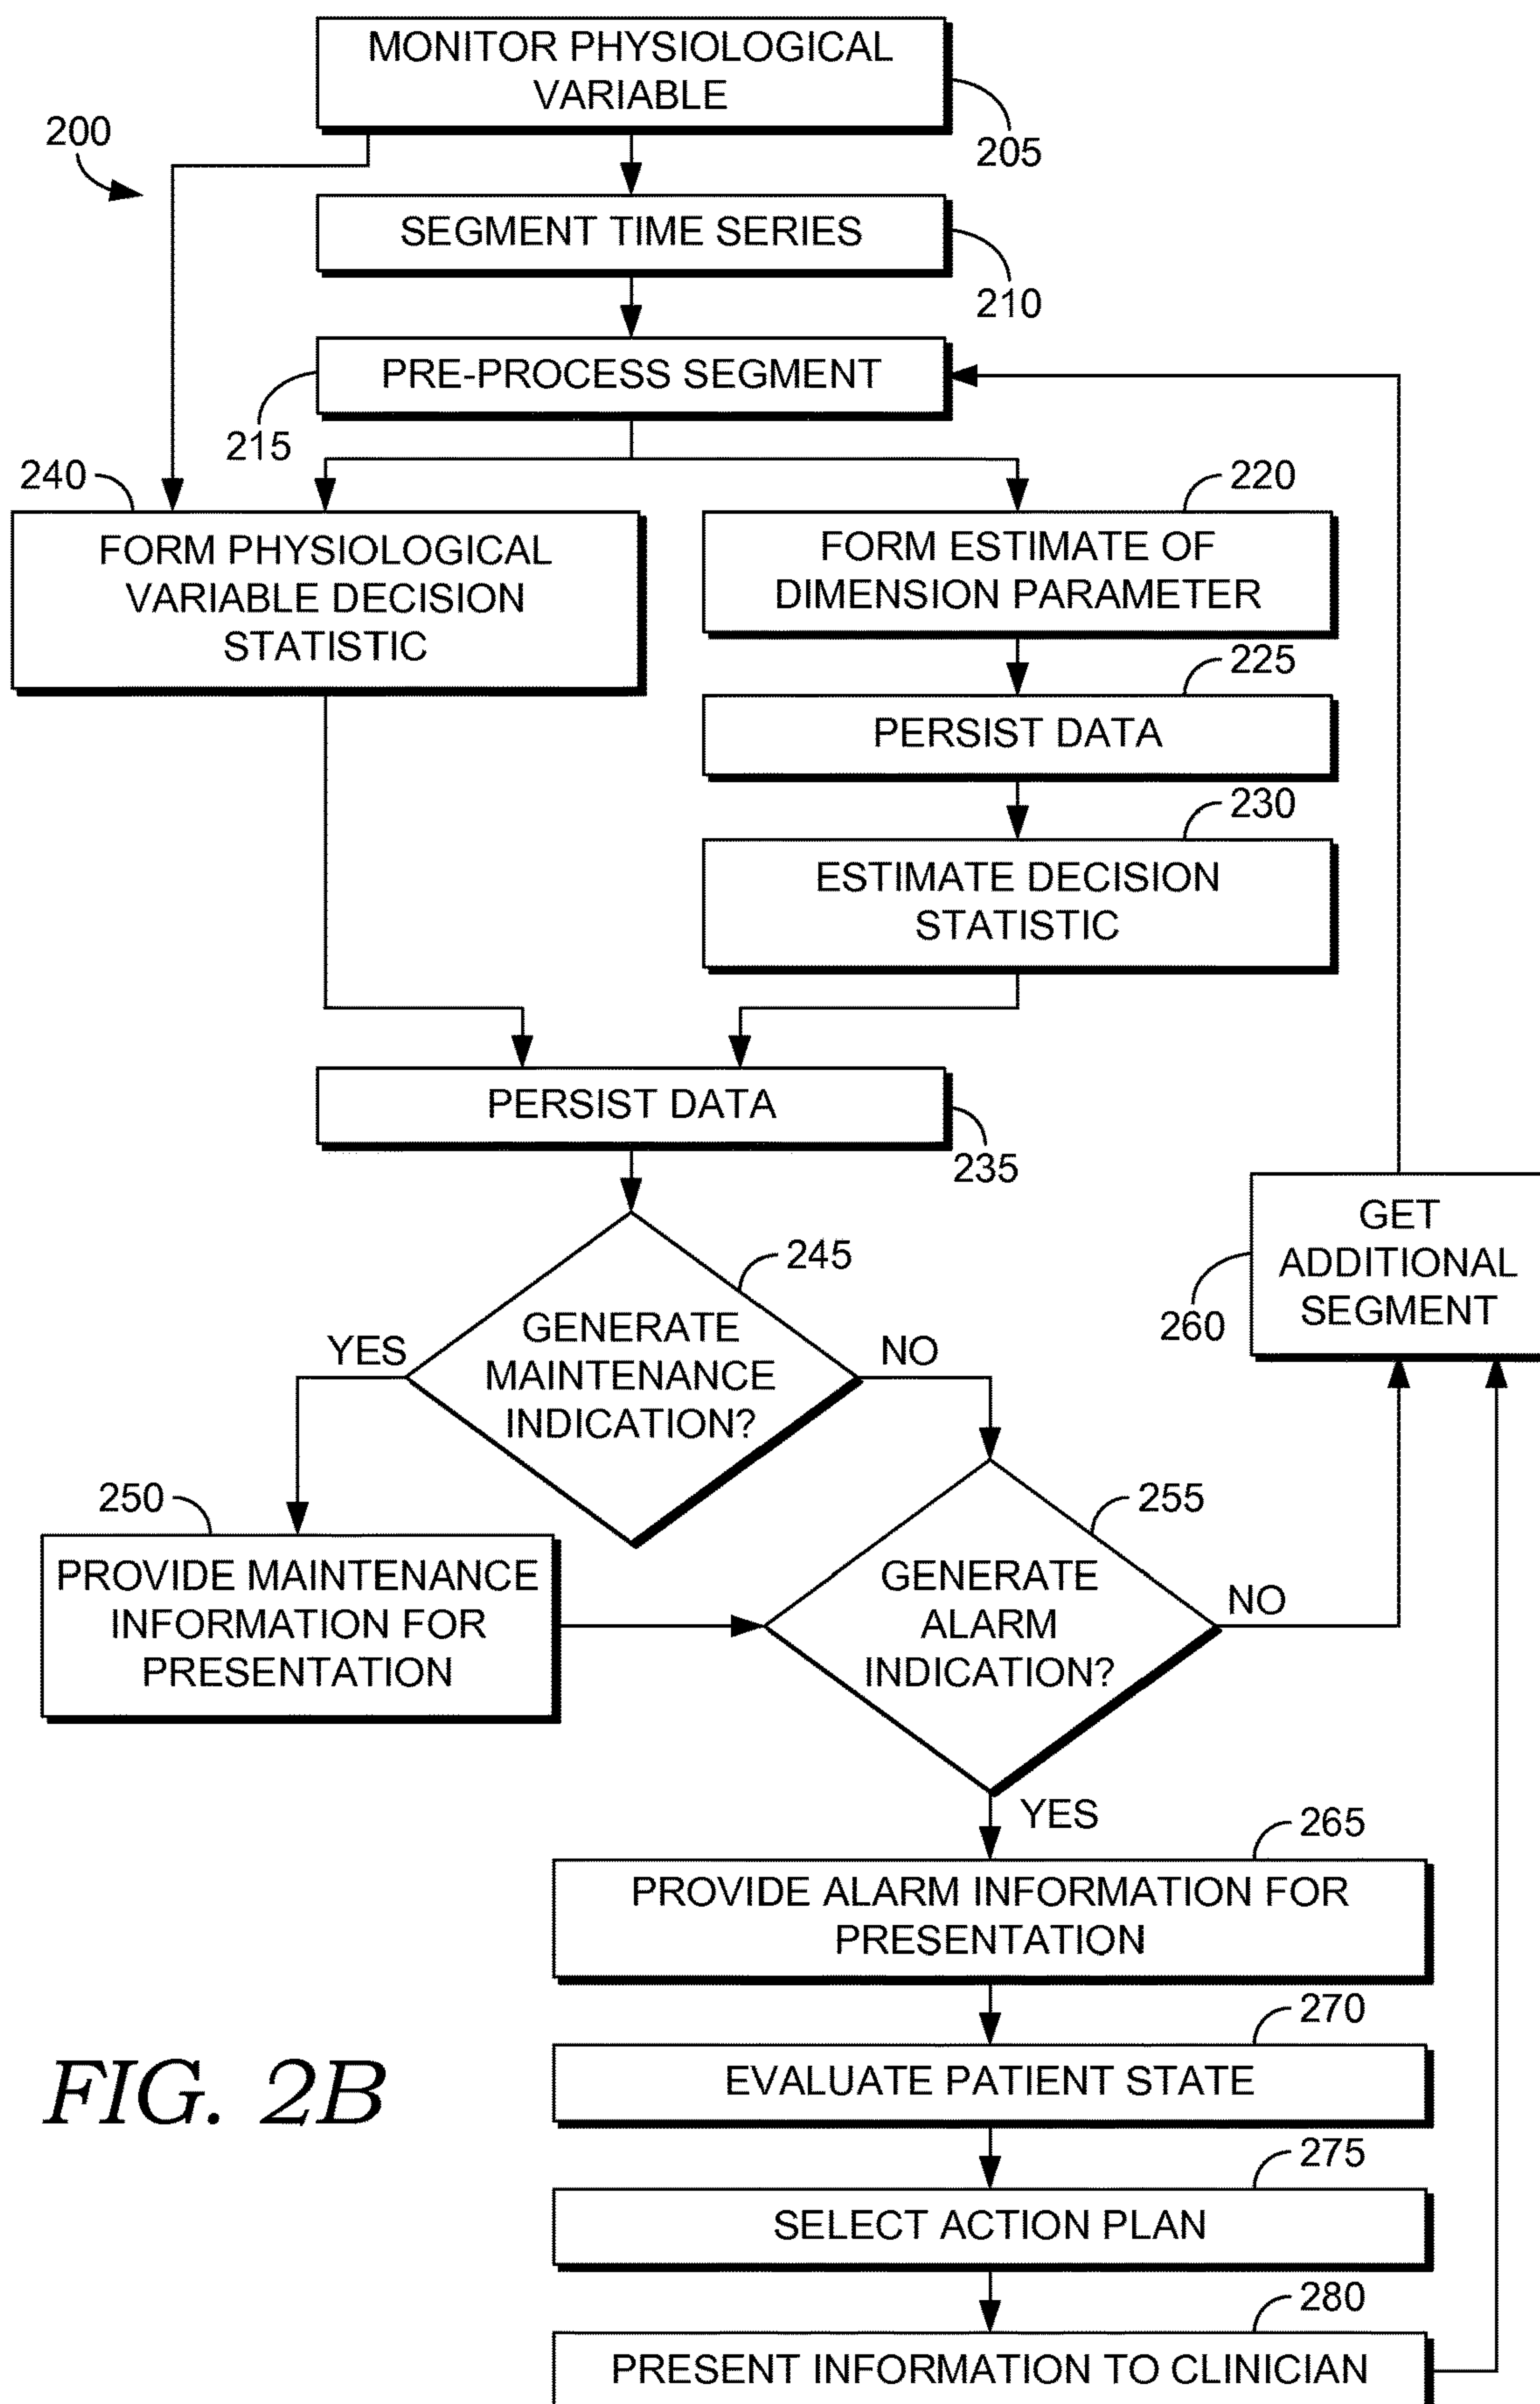 MONITOR PHYSIOLOGICAL
VARIABLE
200
205
SEGMENT TIME SERIES
210
PRE-PROCESS SEGMENT
215
240
220
FORM PHYSIOLOGICAL
VARIABLE DECISION
STATISTIC
FORM ESTIMATE OF
DIMENSION PARAMETER
225
PERSIST DATA
230
ESTIMATE DECISION
STATISTIC
PERSIST DATA
235
GET
ADDITIONAL
SEGMENT
260
245
GENERATE
MAINTENANCE
INDICATION?
YES
NO
250
255
PROVIDE MAINTENANCE
INFORMATION FOR
PRESENTATION
GENERATE
ALARM
INDICATION?
NO
YES
265
PROVIDE ALARM INFORMATION FOR
PRESENTATION
270
EVALUATE PATIENT STATE
275
SELECT ACTION PLAN
280
PRESENT INFORMATION TO CLINICIAN
FIG. 2B